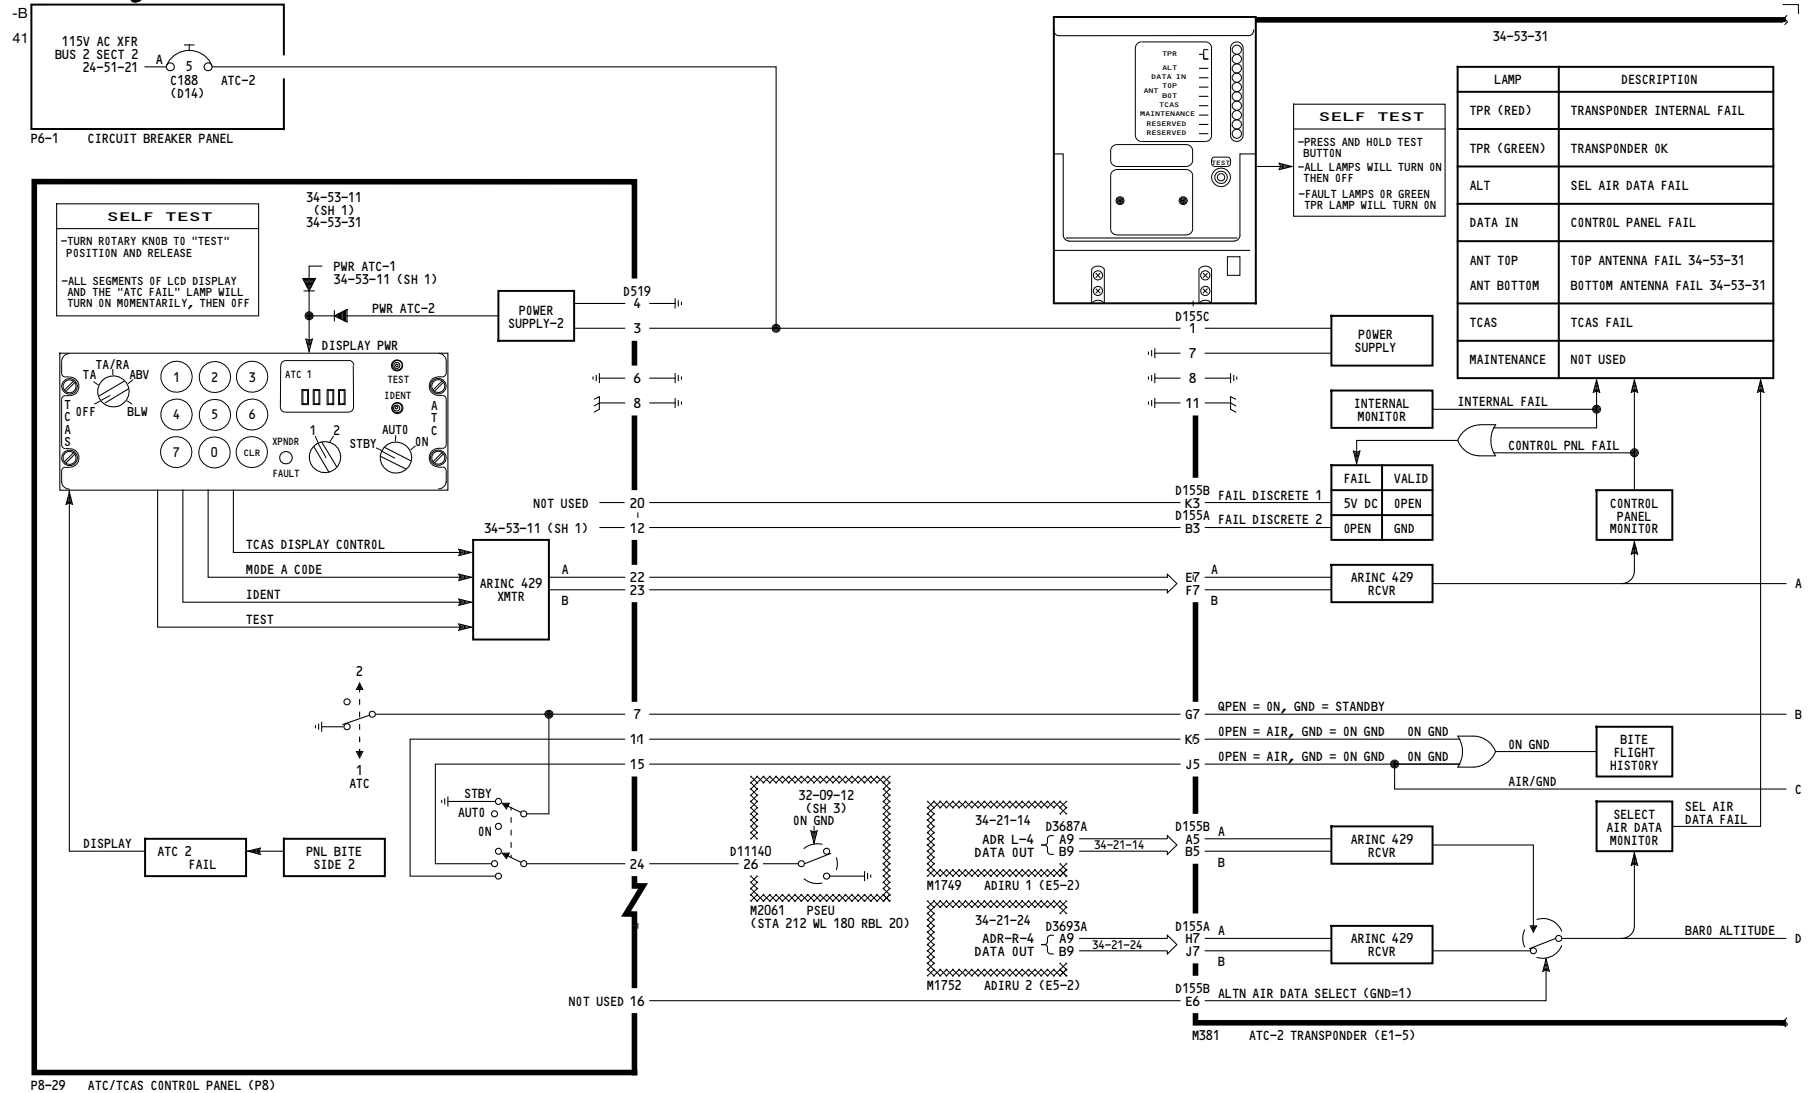 -B
41
115V AC XFR
BUS 2 SECT 2
24-51-21
A
5
C188
(D14)
ATC-2
P6-1 CIRCUIT BREAKER PANEL
34-53-11
(SH 1)
34-53-31
SELF TEST
-TURN ROTARY KNOB TO "TEST"
POSITION AND RELEASE
-ALL SEGMENTS OF LCD DISPLAY
AND THE "ATC FAIL" LAMP WILL
TURN ON MOMENTARILY, THEN OFF
PWR ATC-1
34-53-11 (SH 1)
PWR ATC-2
POWER
SUPPLY-2
DISPLAY PWR
D519
4
3
6
8
TCAS
TA
TA/RA
ABV
OFF
BLW
1 2 3
4 5 6
7 0 CLR
ATC 1
0000
TEST
IDENT
XPNDR
FAULT
1 2
STBY
AUTO
ON
ATC
NOT USED 20
34-53-11 (SH 1) 12
TCAS DISPLAY CONTROL
MODE A CODE
IDENT
TEST
ARINC 429
XMTR
A 22
23
B
2
1
ATC
7
11
15
STBY
AUTO
ON
24
DISPLAY
ATC 2
FAIL
PNL BITE
SIDE 2
NOT USED 16
P8-29 ATC/TCAS CONTROL PANEL (P8)
32-09-12
(SH 3)
ON GND
D11140
26
M2061 PSEU
(STA 212 WL 180 RBL 20)
34-21-14
ADR L-4
DATA OUT
D3687A
A9
B9
34-21-14
M1749 ADIRU 1 (E5-2)
34-21-24
ADR-R-4
DATA OUT
D3693A
A9
B9
34-21-24
M1752 ADIRU 2 (E5-2)
TPR
ALT
DATA IN
TOP
ANT
BOT
TCAS
MAINTENANCE
RESERVED
RESERVED
TEST
SELF TEST
-PRESS AND HOLD TEST
BUTTON
-ALL LAMPS WILL TURN ON
THEN OFF
-FAULT LAMPS OR GREEN
TPR LAMP WILL TURN ON
34-53-31
LAMP DESCRIPTION
TPR (RED) TRANSPONDER INTERNAL FAIL
TPR (GREEN) TRANSPONDER OK
ALT SEL AIR DATA FAIL
DATA IN CONTROL PANEL FAIL
ANT TOP TOP ANTENNA FAIL 34-53-31
ANT BOTTOM BOTTOM ANTENNA FAIL 34-53-31
TCAS TCAS FAIL
MAINTENANCE NOT USED
D155C
1
7
8
11
POWER
SUPPLY
INTERNAL
MONITOR
INTERNAL FAIL
CONTROL PNL FAIL
FAIL VALID
5V DC OPEN
OPEN GND
D155B
K3 FAIL DISCRETE 1
D155A
B3 FAIL DISCRETE 2
CONTROL
PANEL
MONITOR
E7 A
F7
B
ARINC 429
RCVR
A
G7 OPEN = ON, GND = STANDBY
B
K5 OPEN = AIR, GND = ON GND ON GND
J5 OPEN = AIR, GND = ON GND ON GND
ON GND
BITE
FLIGHT
HISTORY
AIR/GND
C
SELECT
AIR DATA
MONITOR
SEL AIR
DATA FAIL
D155B
A5 A
B5
B
ARINC 429
RCVR
D155A
H7 A
J7
B
ARINC 429
RCVR
BARO ALTITUDE
D
D155B
E6 ALTN AIR DATA SELECT (GND=1)
M381 ATC-2 TRANSPONDER (E1-5)